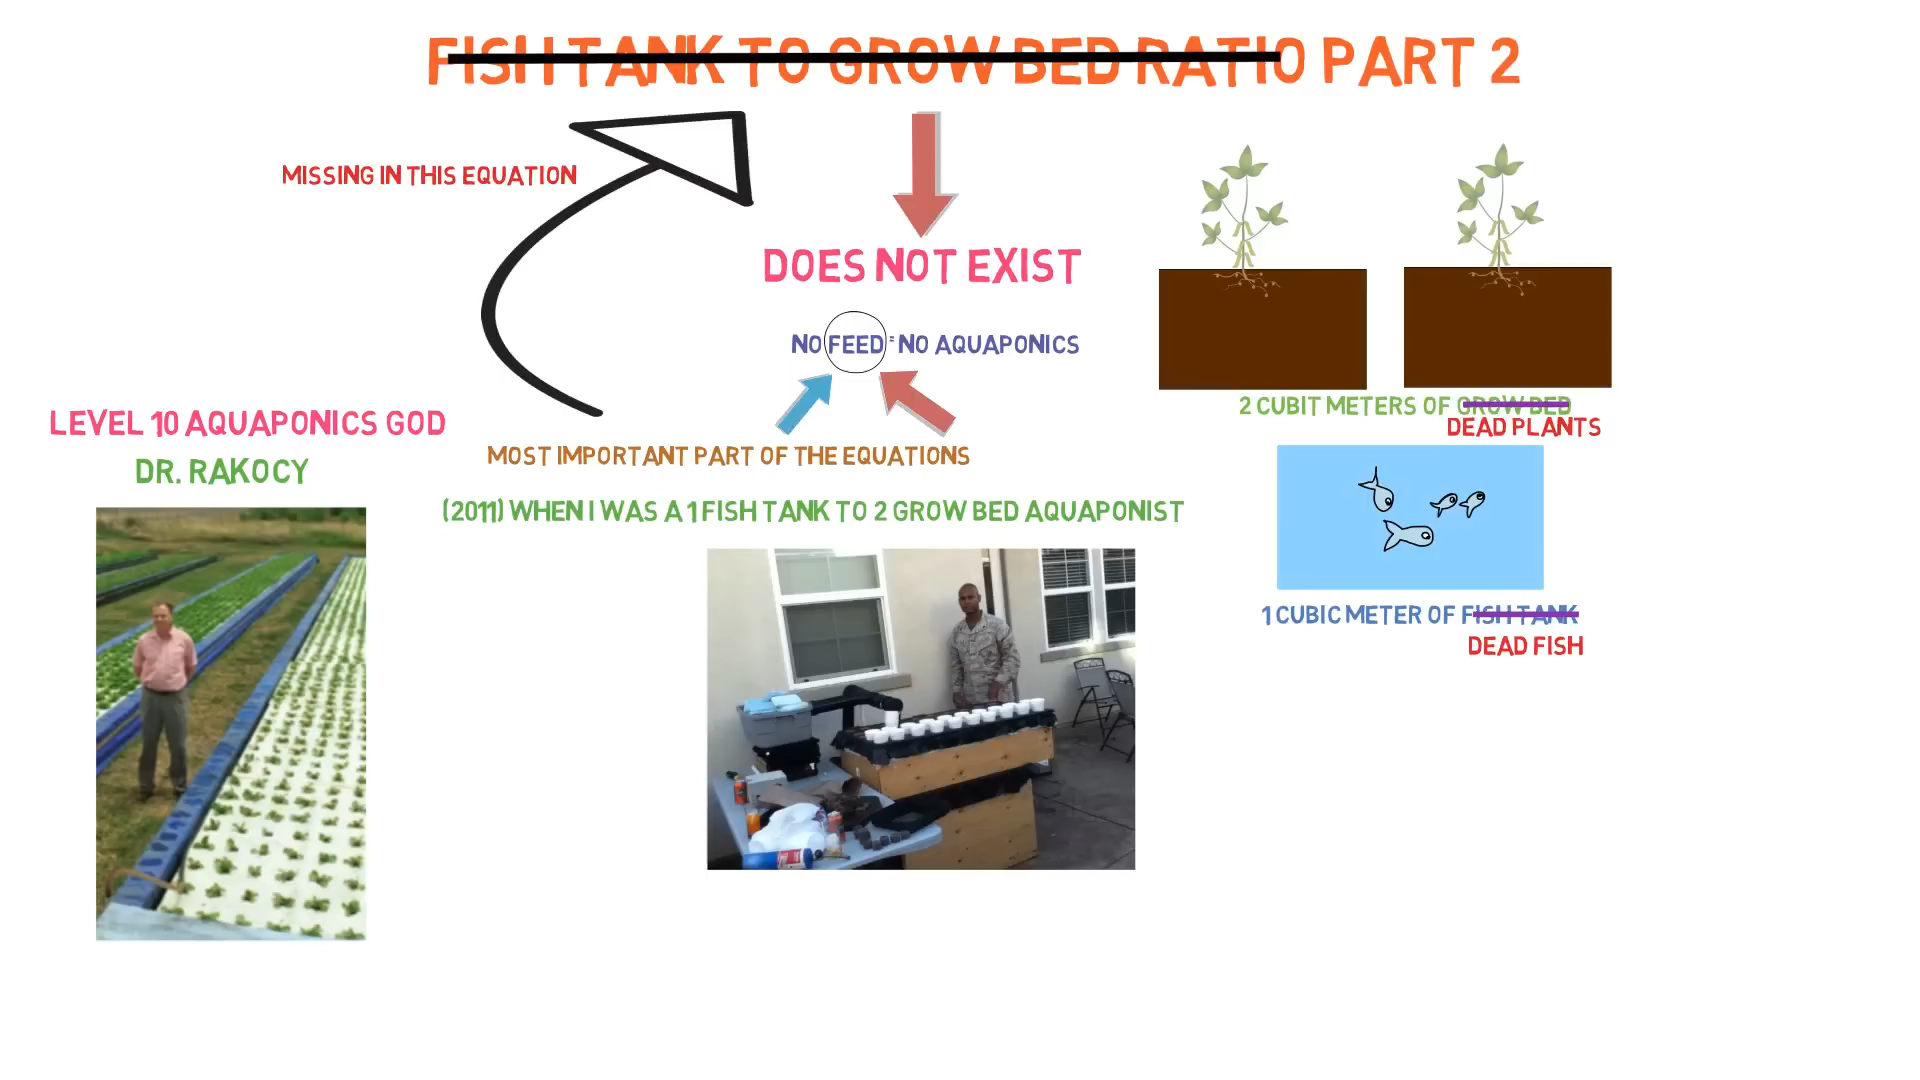 FISH TANK TO GROW BED RATIO PART 2
MISSING IN THIS EQUATION
DOES NOT EXIST
NO FEED = NO AQUAPONICS
MOST IMPORTANT PART OF THE EQUATIONS
LEVEL 10 AQUAPONICS GOD
DR. RAKOCY
(2011) WHEN I WAS A 1 FISH TANK TO 2 GROW BED AQUAPONIST
2 CUBIT METERS OF GROW BED
DEAD PLANTS
1 CUBIC METER OF FISH TANK
DEAD FISH